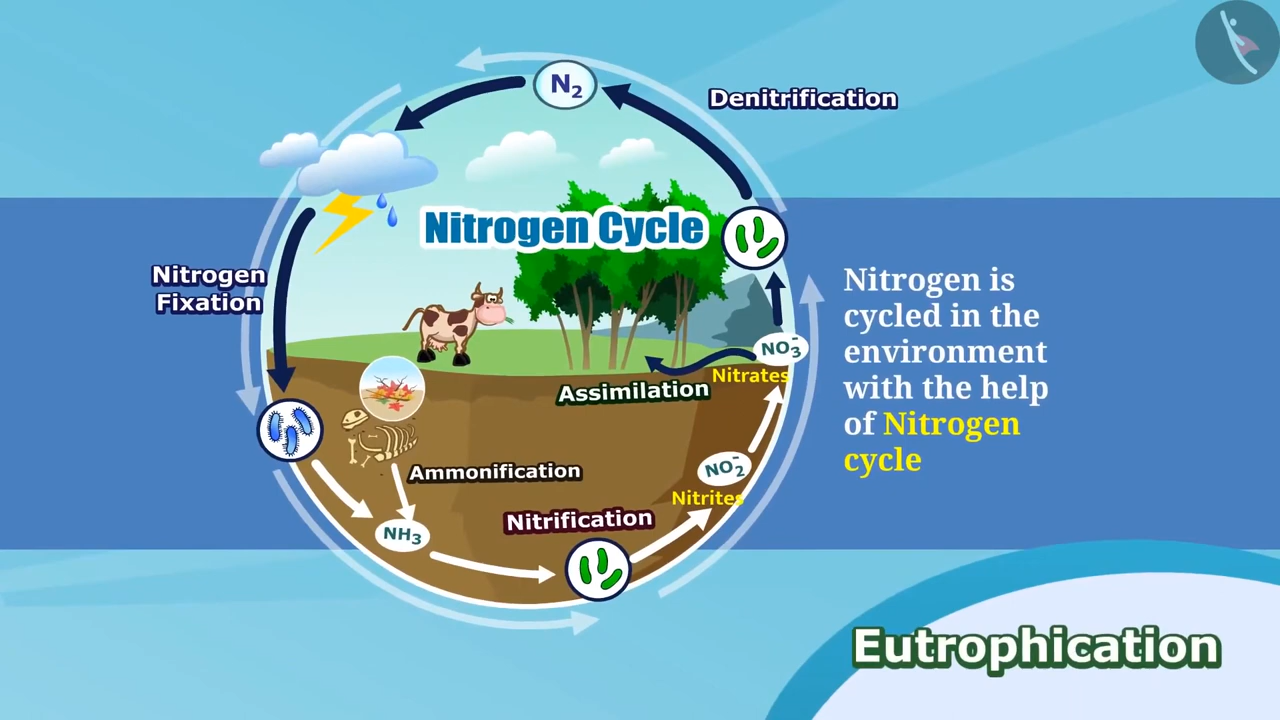 N₂
Denitrification
Nitrogen Cycle
Nitrogen
Fixation
Nitrogen is
cycled in the
environment
with the help
of Nitrogen
cycle
NO₃⁻
Nitrates
Assimilation
Ammonification
NO₂⁻
Nitrites
Nitrification
NH₃
Eutrophication